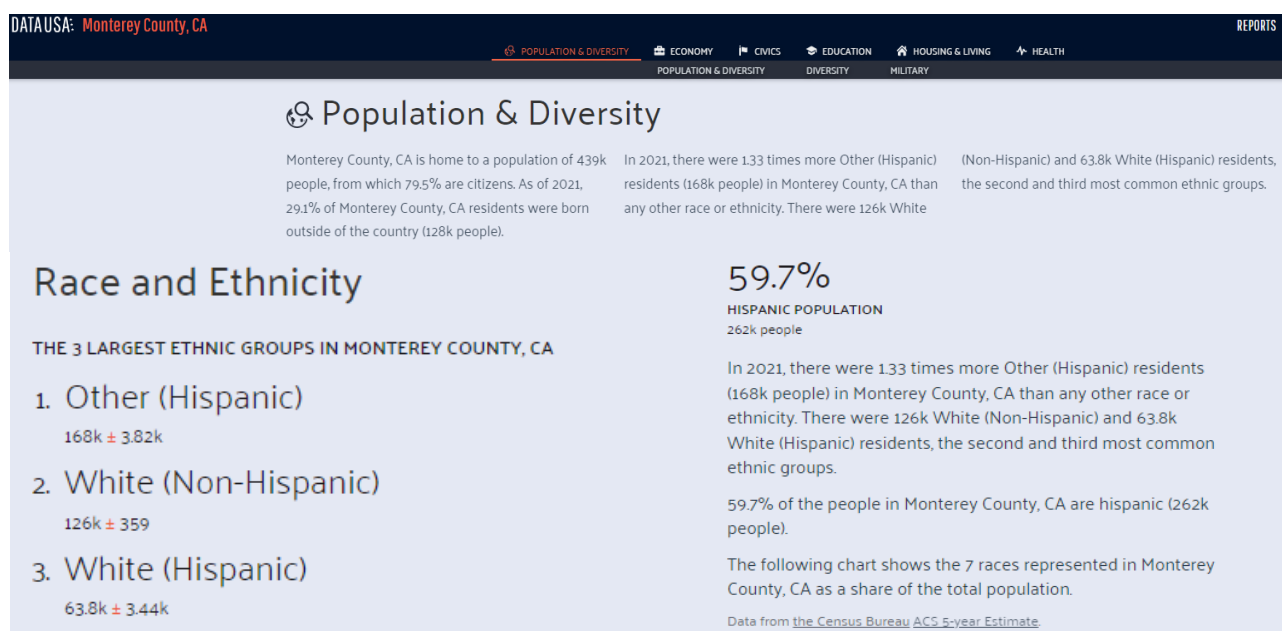 DATA USA: Monterey County, CA
REPORTS
POPULATION & DIVERSITY ECONOMY CIVICS EDUCATION HOUSING & LIVING HEALTH
POPULATION & DIVERSITY DIVERSITY MILITARY
Population & Diversity
Monterey County, CA is home to a population of 439k
people, from which 79.5% are citizens. As of 2021,
29.1% of Monterey County, CA residents were born
outside of the country (128k people).
In 2021, there were 1.33 times more Other (Hispanic)
residents (168k people) in Monterey County, CA than
any other race or ethnicity. There were 126k White
(Non-Hispanic) and 63.8k White (Hispanic) residents,
the second and third most common ethnic groups.
Race and Ethnicity
THE 3 LARGEST ETHNIC GROUPS IN MONTEREY COUNTY, CA
1. Other (Hispanic)
168k ± 3.82k
2. White (Non-Hispanic)
126k ± 359
3. White (Hispanic)
63.8k ± 3.44k
59.7%
HISPANIC POPULATION
262k people
In 2021, there were 1.33 times more Other (Hispanic) residents
(168k people) in Monterey County, CA than any other race or
ethnicity. There were 126k White (Non-Hispanic) and 63.8k
White (Hispanic) residents, the second and third most common
ethnic groups.
59.7% of the people in Monterey County, CA are hispanic (262k
people).
The following chart shows the 7 races represented in Monterey
County, CA as a share of the total population.
Data from the Census Bureau ACS 5-year Estimate.